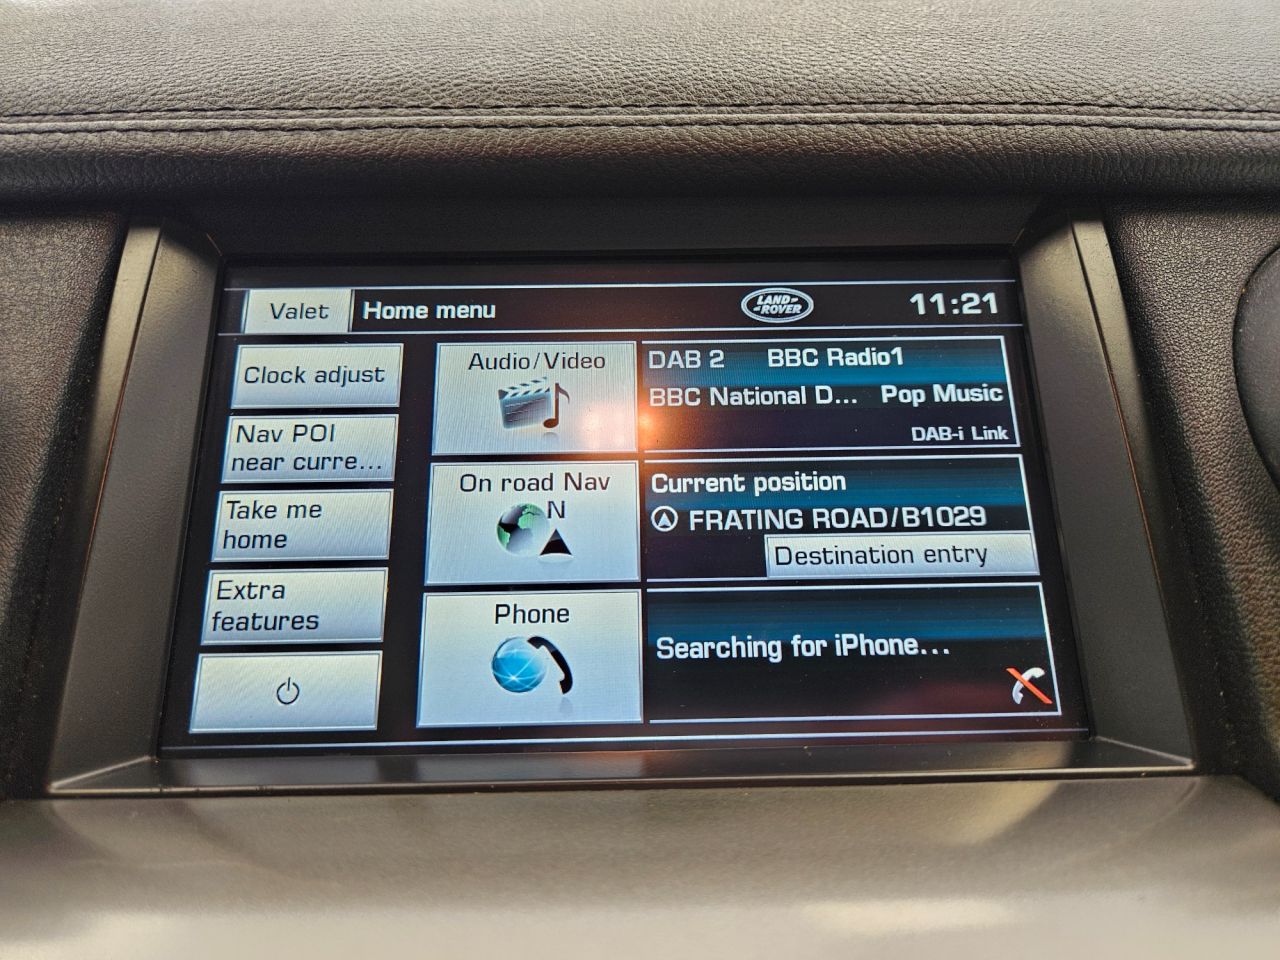 Valet
Home menu
LAND-
-ROVER
11:21
Clock adjust
Nav POI
near curre...
Take me
home
Extra
features
Audio/Video
On road Nav
N
Phone
DAB 2 BBC Radio1
BBC National D... Pop Music
DAB-i Link
Current position
FRATING ROAD/B1029
Destination entry
Searching for iPhone...